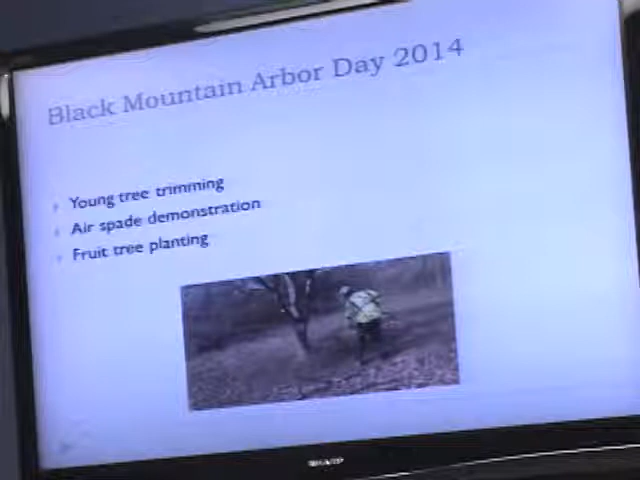 Black Mountain Arbor Day 2014
Young tree trimming
Air spade demonstration
Fruit tree planting
SHARP